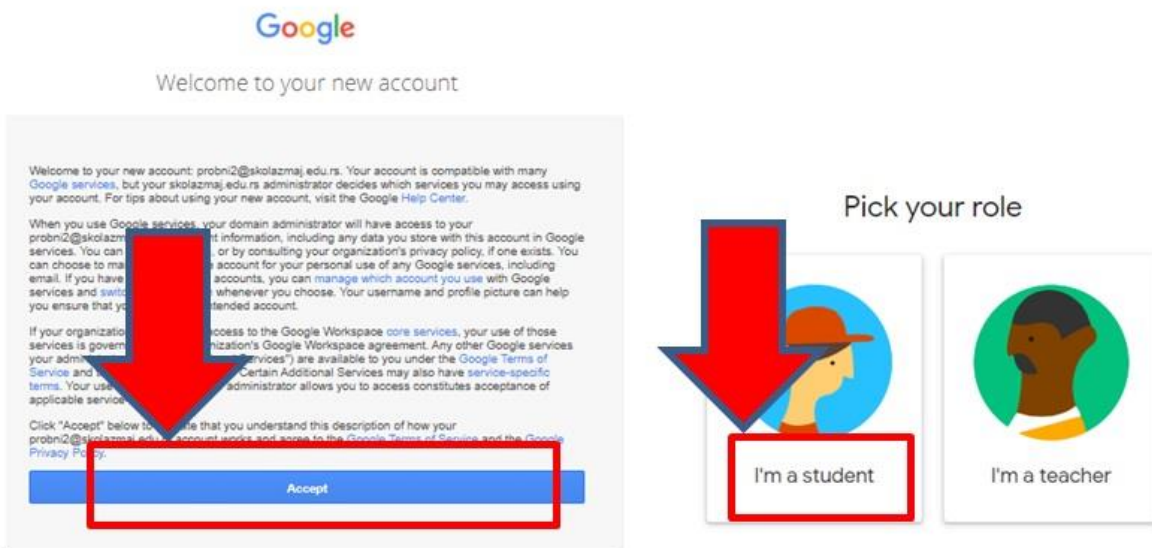 Google
Welcome to your new account
Welcome to your new account: probni2@skolazmaj.edu.rs. Your account is compatible with many
Google services, but your skolazmaj.edu.rs administrator decides which services you may access using
your account. For tips about using your new account, visit the Google Help Center.
When you use Google services, your domain administrator will have access to your
probni2@skolazm nt information, including any data you store with this account in Google
services. You can , or by consulting your organization's privacy policy, if one exists. You
can choose to ma account for your personal use of any Google services, including
email. If you have accounts, you can manage which account you use with Google
services and whenever you choose. Your username and profile picture can help
you ensure that intended account.
If your organization access to the Google Workspace core services, your use of those
services is govern nization's Google Workspace agreement. Any other Google services
your admin ervices") are available to you under the Google Terms of
Service and Certain Additional Services may also have service-specific
terms. Your use administrator allows you to access constitutes acceptance of
applicable service
Click "Accept" below to te that you understand this description of how your
probni2@skolazmaj.edu.rs account works and agree to the Google Terms of Service and the Google
Privacy Policy.
Accept
Pick your role
I'm a student
I'm a teacher